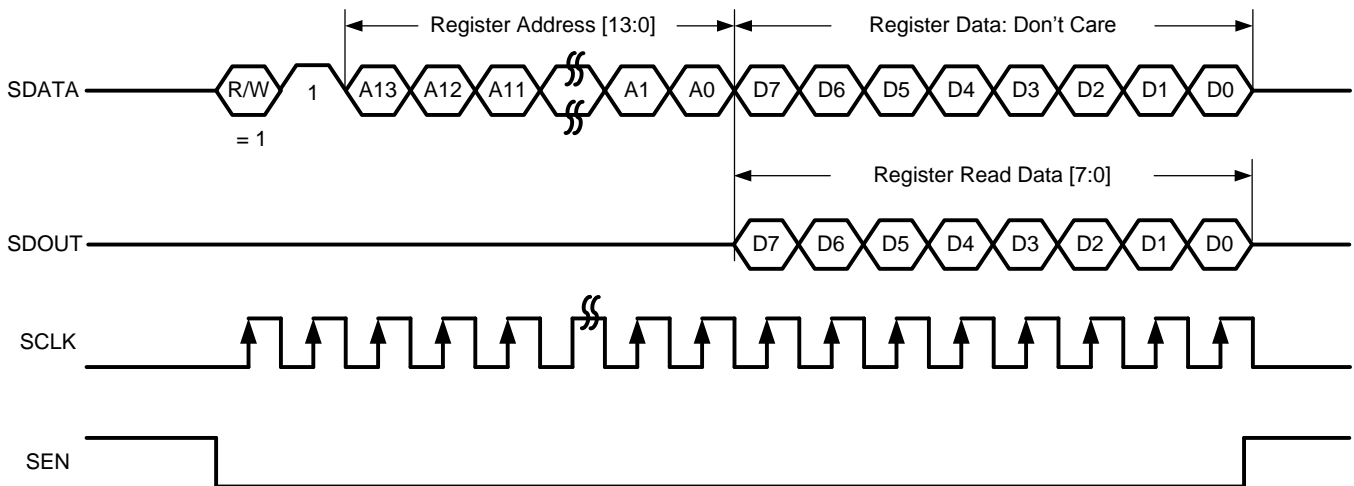 Register Address [13:0] Register Data: Don't Care
SDATA R/W 1 A13 A12 A11 A1 A0 D7 D6 D5 D4 D3 D2 D1 D0
= 1
Register Read Data [7:0]
SDOUT D7 D6 D5 D4 D3 D2 D1 D0
SCLK
SEN